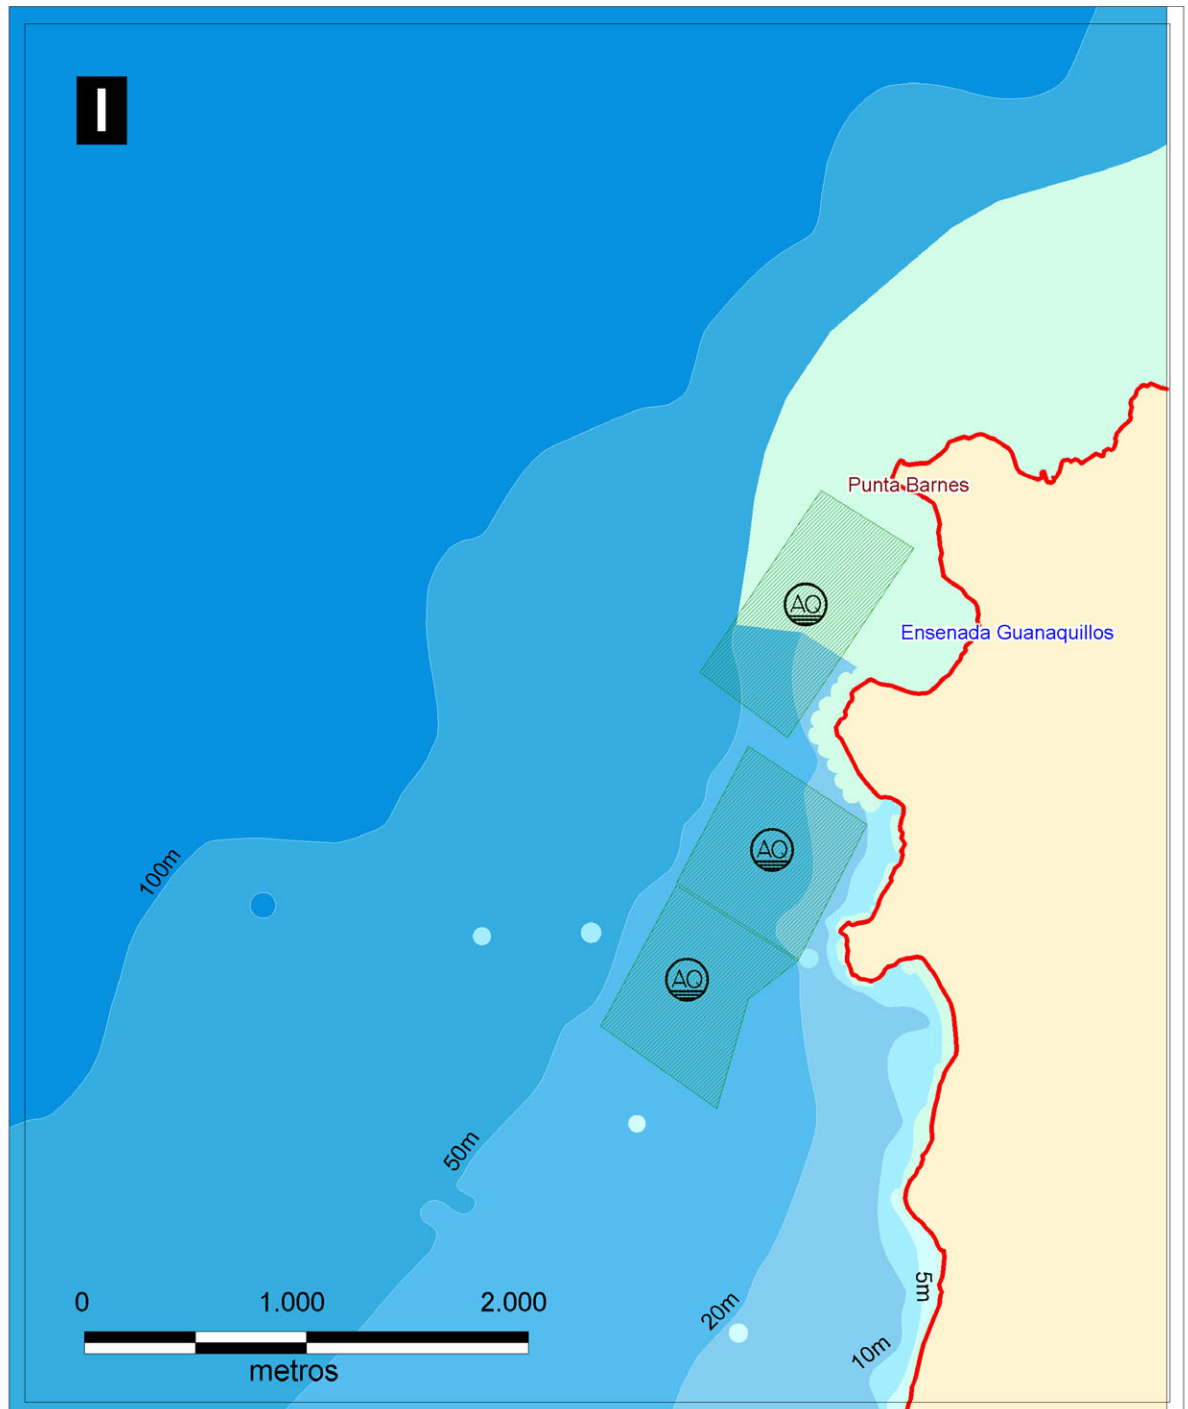 I
Punta Barnes
AQ
Ensenada Guanaquillos
AQ
100m
AQ
50m
5m
20m
10m
0 1.000 2.000
metros